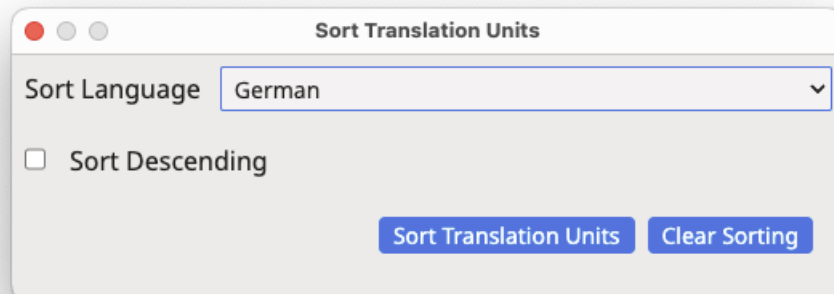 Sort Translation Units
Sort Language German
Sort Descending
Sort Translation Units Clear Sorting